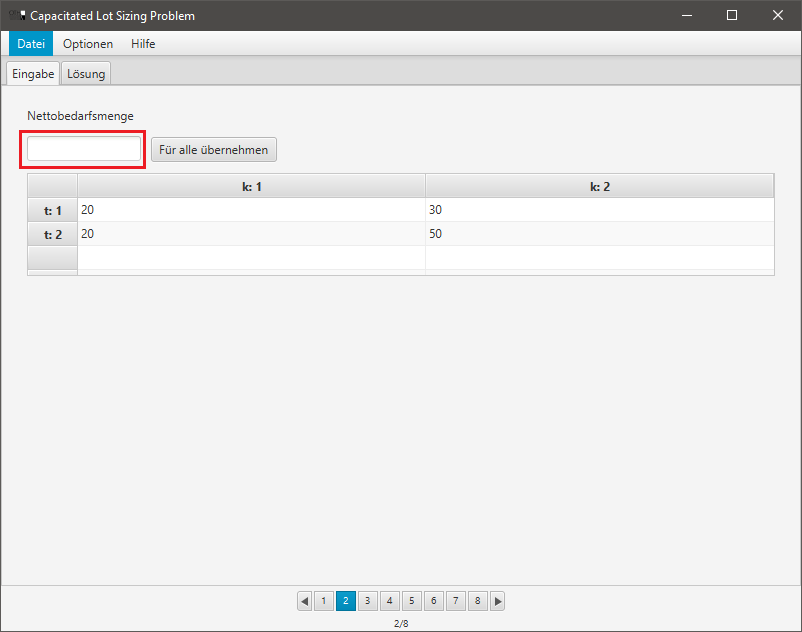 Capacitated Lot Sizing Problem
Datei Optionen Hilfe
Eingabe Lösung
Nettobedarfsmenge
Für alle übernehmen
k: 1 k: 2
t: 1 20 30
t: 2 20 50
1 2 3 4 5 6 7 8
2/8